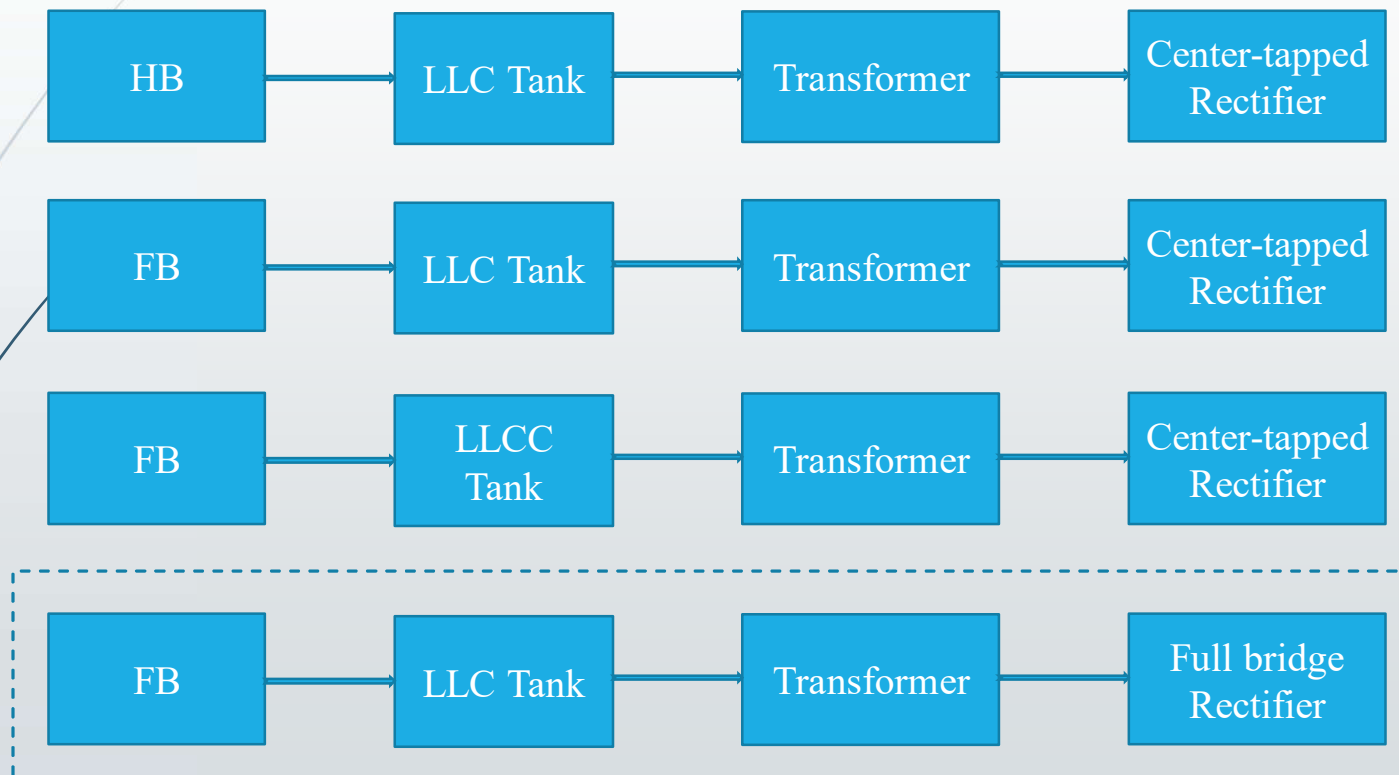 HB
LLC Tank
Transformer
Center-tapped
Rectifier
FB
LLC Tank
Transformer
Center-tapped
Rectifier
FB
LLCC
Tank
Transformer
Center-tapped
Rectifier
FB
LLC Tank
Transformer
Full bridge
Rectifier